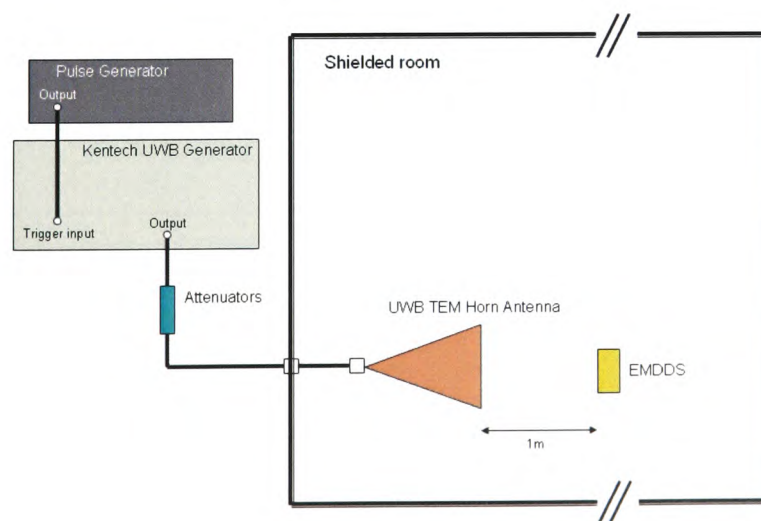 Shielded room
Pulse Generator
Output
Kentech UWB Generator
Trigger input
Output
Attenuators
UWB TEM Horn Antenna
EMDDS
1m